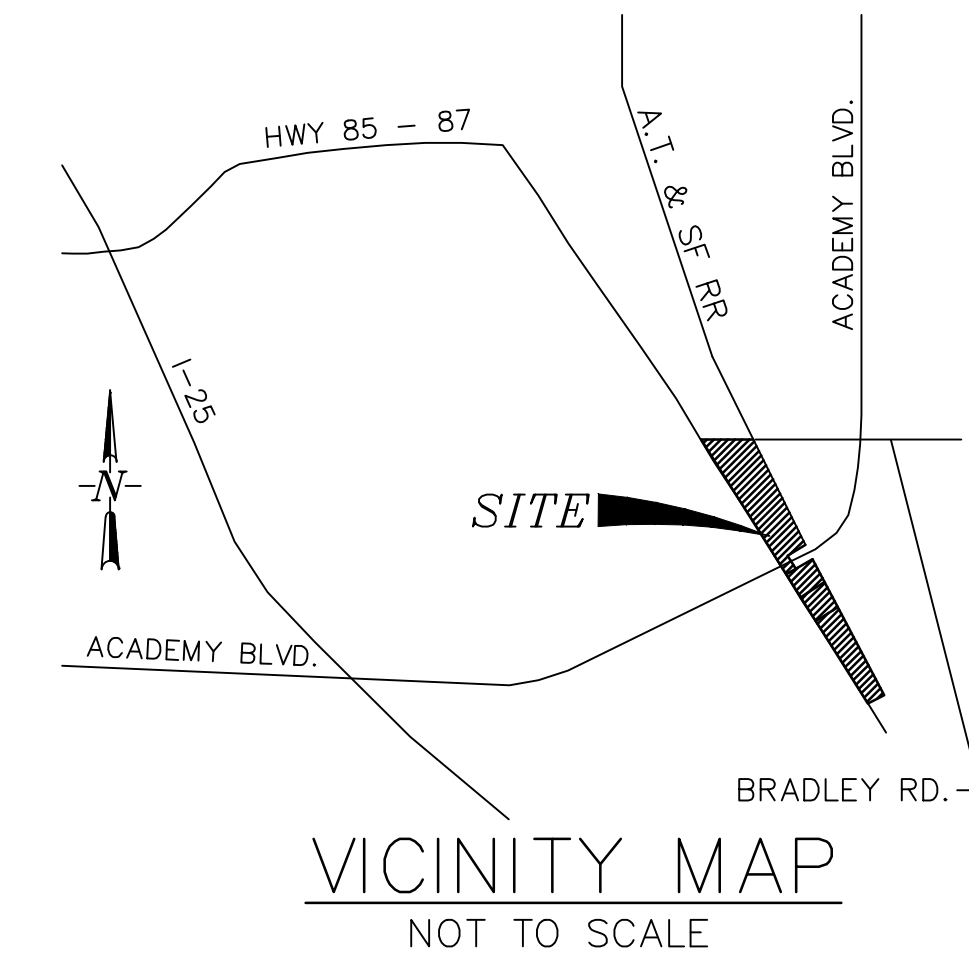 HWY 85 - 87
A.T. & SF RR
ACADEMY BLVD.
I-25
-N-
SITE
ACADEMY BLVD.
BRADLEY RD.-
VICINITY MAP
NOT TO SCALE